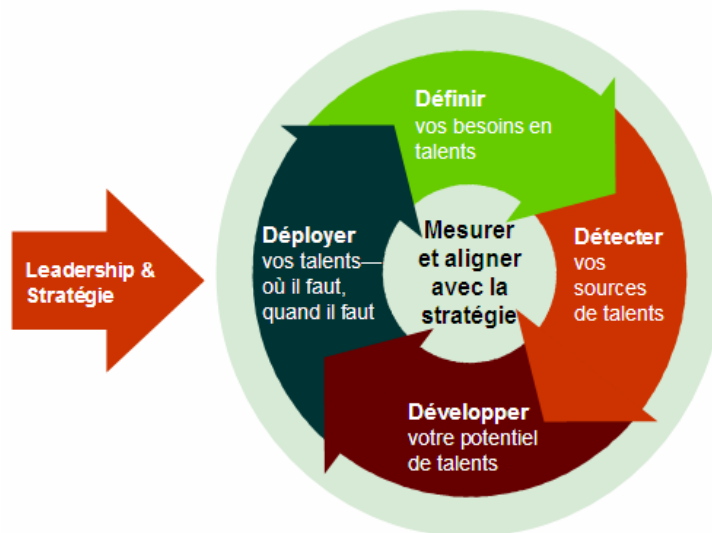 Définir
vos besoins en
talents
Détecter
vos
sources
de talents
Développer
votre potentiel
de talents
Déployer
vos talents—
où il faut,
quand il faut
Mesurer
et aligner
avec la
stratégie
Leadership &
Stratégie